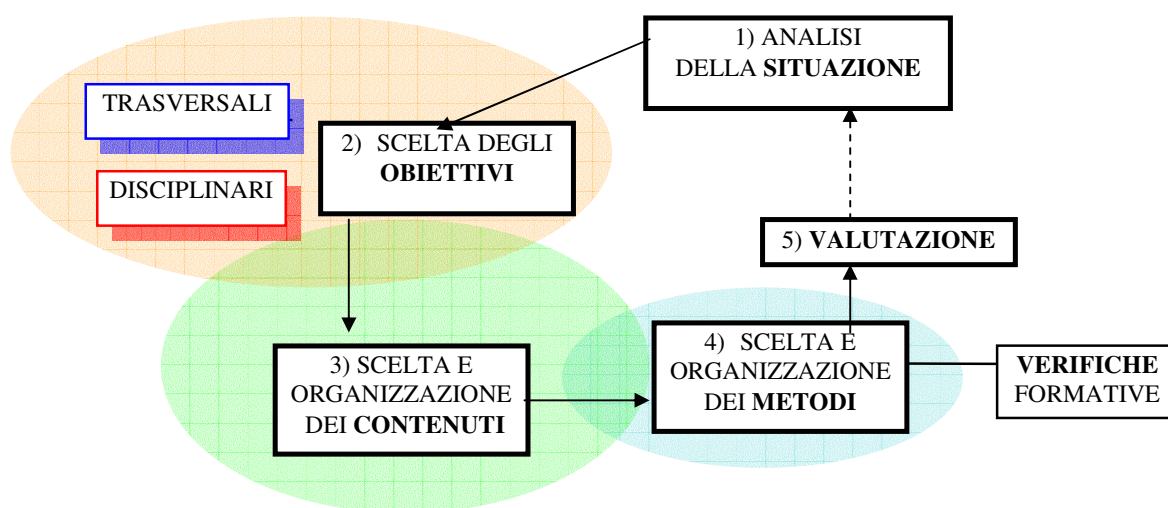 1) ANALISI
DELLA SITUAZIONE
TRASVERSALI
2) SCELTA DEGLI
OBIETTIVI
DISCIPLINARI
5) VALUTAZIONE
3) SCELTA E
ORGANIZZAZIONE
DEI CONTENUTI
4) SCELTA E
ORGANIZZAZIONE
DEI METODI
VERIFICHE
FORMATIVE